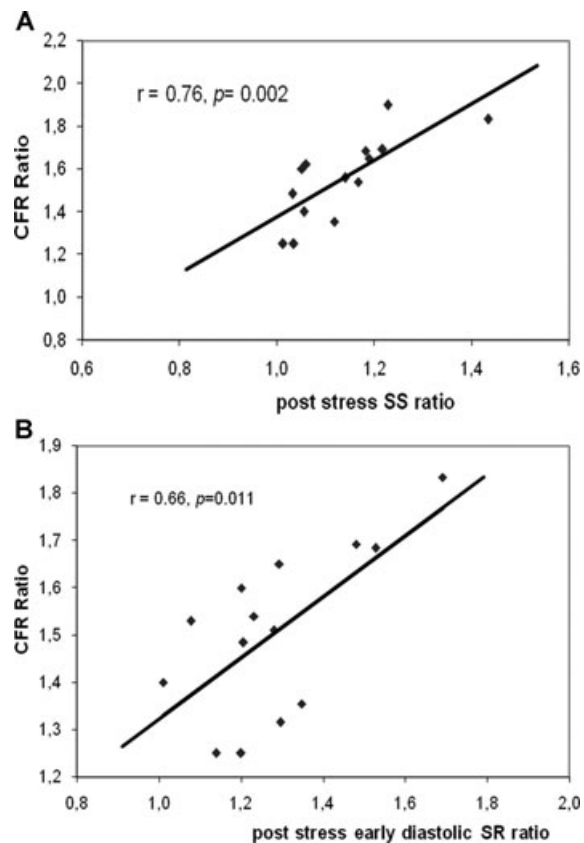 A
2,2
2,0
1,8
1,6
1,4
1,2
1,0
0,8
CFR Ratio
r = 0.76, p= 0.002
0,6 0,8 1,0 1,2 1,4 1,6
post stress SS ratio
B
1,9
1,8
1,7
1,6
1,5
1,4
1,3
1,2
CFR Ratio
r = 0.66, p=0.011
0,8 1,0 1,2 1,4 1,6 1,8 2,0
post stress early diastolic SR ratio